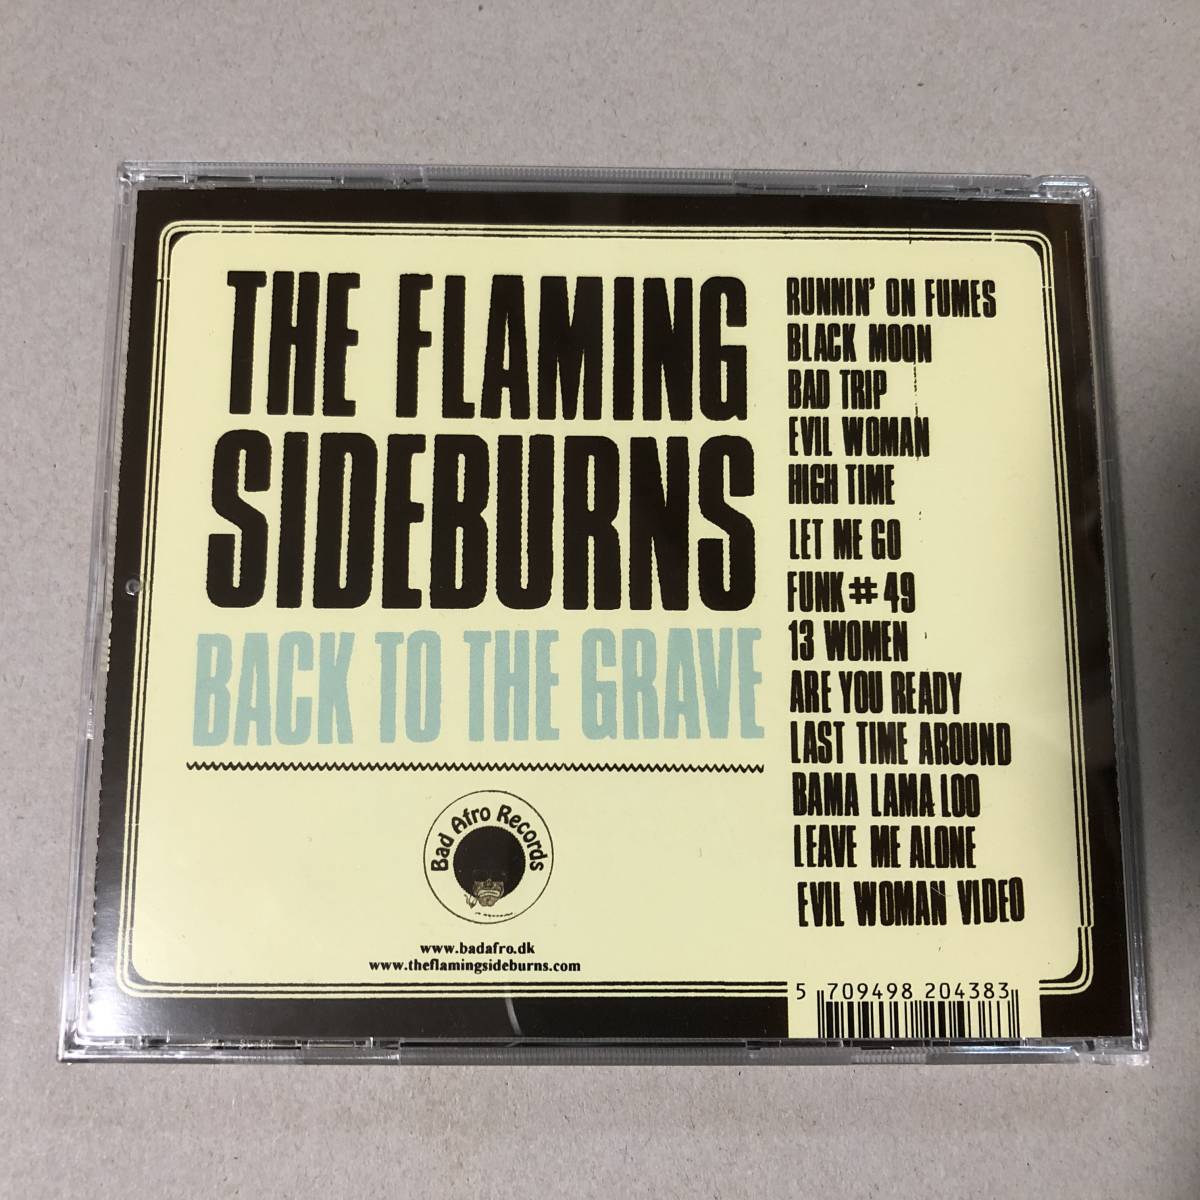 THE FLAMING
SIDEBURNS
BACK TO THE GRAVE
Bad Afro Records
www.badafro.dk
www.theflamingsideburns.com
RUNNIN' ON FUMES
BLACK MOON
BAD TRIP
EVIL WOMAN
HIGH TIME
LET ME GO
FUNK #49
13 WOMEN
ARE YOU READY
LAST TIME AROUND
BAMA LAMA LOO
LEAVE ME ALONE
EVIL WOMAN VIDEO
5 709498 204383